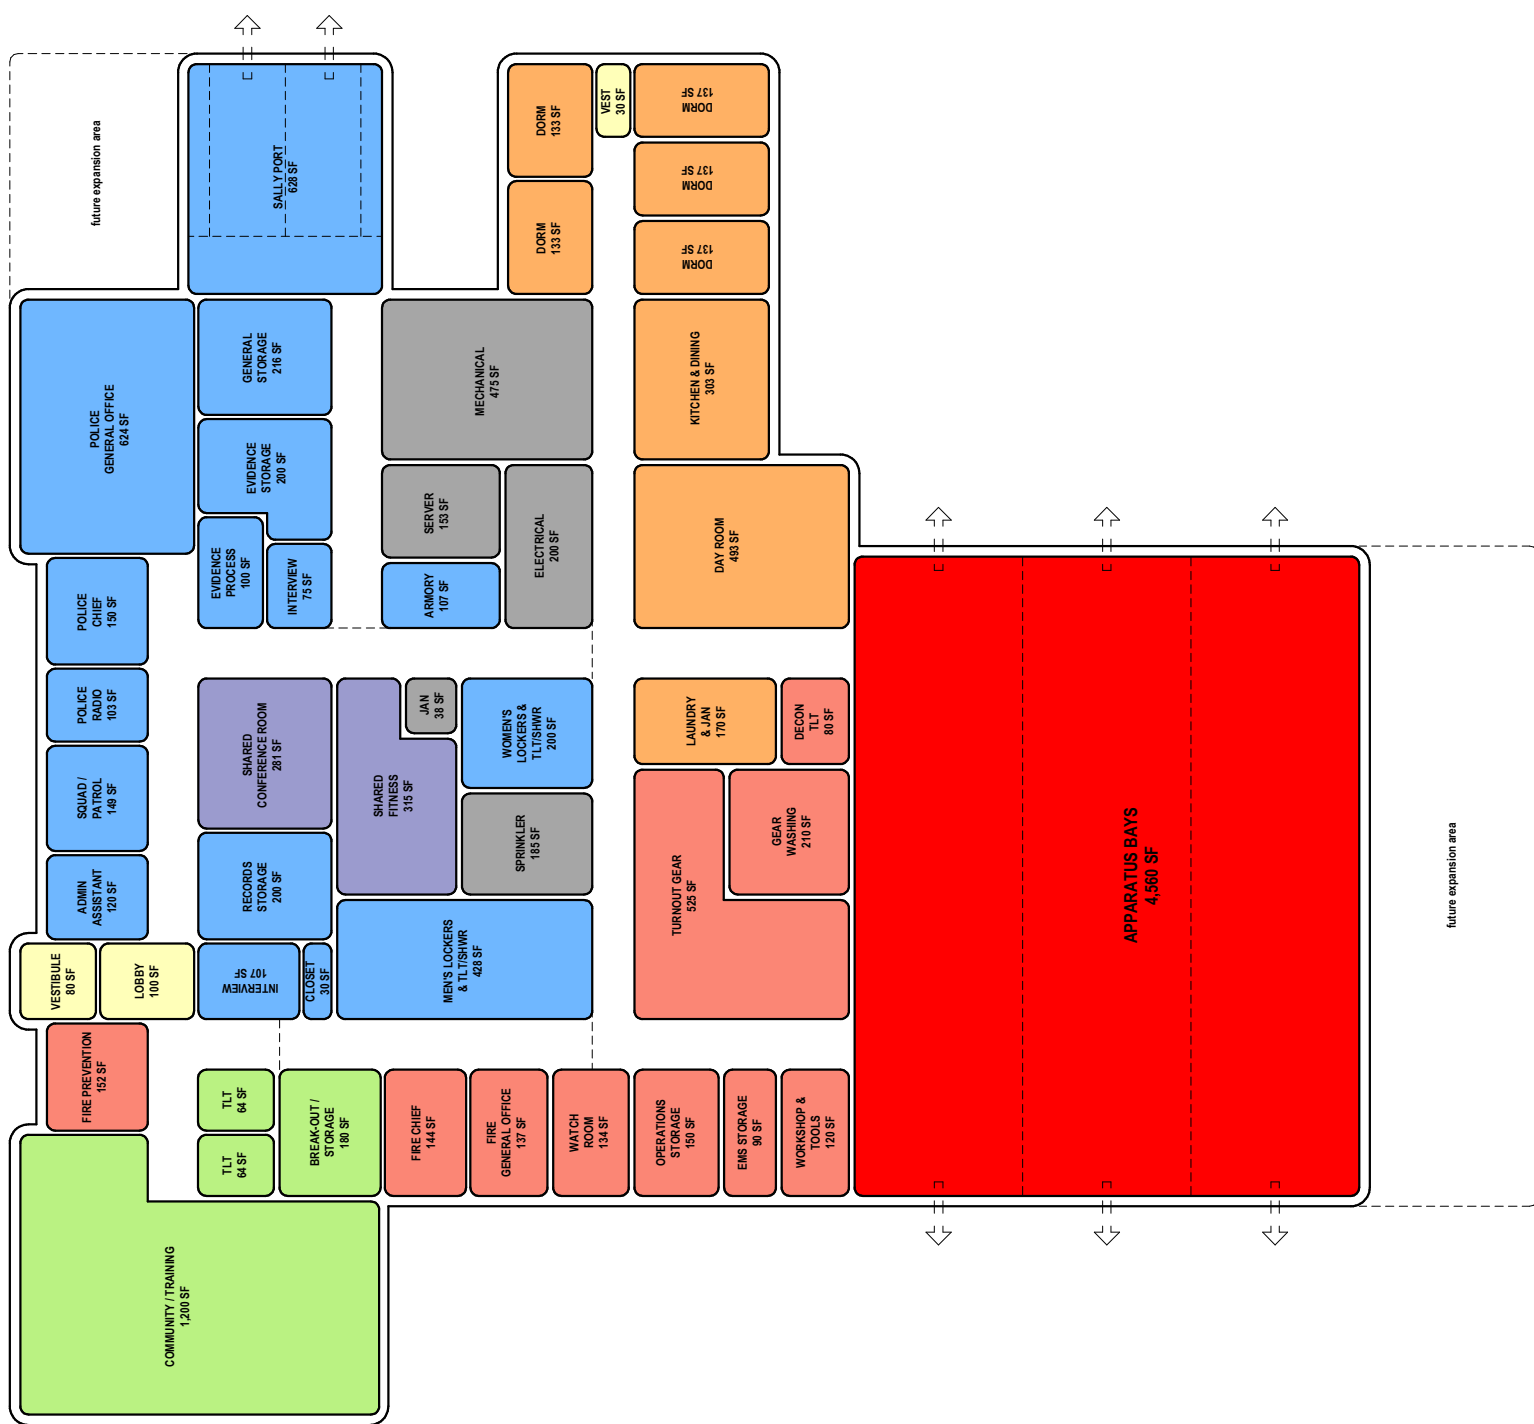 future expansion area
SALLY PORT
628 SF
DORM
133 SF
VEST
30 SF
DORM
137 SF
DORM
137 SF
DORM
133 SF
DORM
137 SF
POLICE
GENERAL OFFICE
624 SF
GENERAL
STORAGE
216 SF
MECHANICAL
475 SF
KITCHEN & DINING
303 SF
EVIDENCE
STORAGE
200 SF
SERVER
153 SF
ELECTRICAL
200 SF
DAY ROOM
493 SF
EVIDENCE
PROCESS
100 SF
INTERVIEW
75 SF
ARMORY
107 SF
POLICE
CHIEF
150 SF
POLICE
RADIO
103 SF
SHARED
CONFERENCE ROOM
281 SF
JAN
38 SF
WOMEN'S
LOCKERS &
TLT/SHWR
200 SF
LAUNDRY
& JAN
170 SF
DECON
TLT
80 SF
SQUAD /
PATROL
149 SF
SHARED
FITNESS
315 SF
SPRINKLER
185 SF
GEAR
WASHING
210 SF
TURNOUT GEAR
525 SF
APPARATUS BAYS
4,560 SF
future expansion area
ADMIN
ASSISTANT
120 SF
RECORDS
STORAGE
200 SF
VESTIBULE
80 SF
LOBBY
100 SF
INTERVIEW
107 SF
CLOSET
30 SF
MEN'S LOCKERS
& TLT/SHWR
428 SF
FIRE PREVENTION
152 SF
TLT
64 SF
TLT
64 SF
BREAK-OUT /
STORAGE
180 SF
FIRE CHIEF
144 SF
FIRE
GENERAL OFFICE
137 SF
WATCH
ROOM
134 SF
OPERATIONS
STORAGE
150 SF
EMS STORAGE
90 SF
WORKSHOP &
TOOLS
120 SF
COMMUNITY / TRAINING
1,200 SF